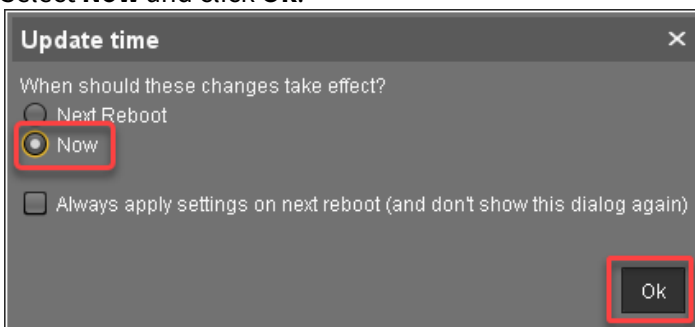 Select Now and click Ok.
Update time
When should these changes take effect?
Next Reboot
Now
Always apply settings on next reboot (and don't show this dialog again)
Ok